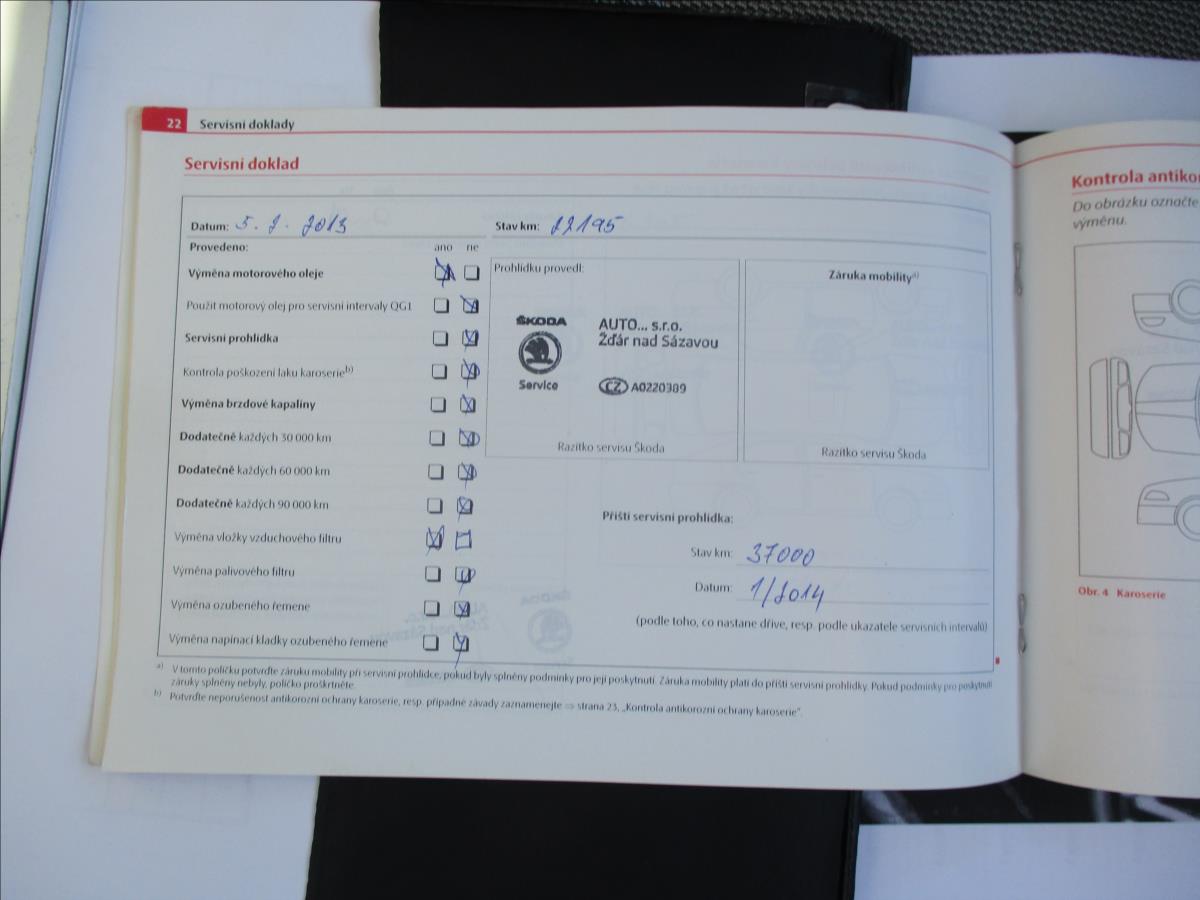 22 Servisní doklady
Servisní doklad
Datum: 5. 2. 2013 Stav km: 22195
Provedeno: ano ne
Výměna motorového oleje
Použit motorový olej pro servisní intervaly QG1
Servisní prohlídka
Kontrola poškození laku karoserie b)
Výměna brzdové kapaliny
Dodatečně každých 30 000 km
Dodatečně každých 60 000 km
Dodatečně každých 90 000 km
Výměna vložky vzduchového filtru
Výměna palivového filtru
Výměna ozubeného řemene
Výměna napínací kladky ozubeného řemene
Prohlídku provedl:
ŠKODA
Service
AUTO... s.r.o.
Žďár nad Sázavou
CZ A0220389
Razítko servisu Škoda
Záruka mobility a)
Razítko servisu Škoda
Příští servisní prohlídka:
Stav km: 37000
Datum: 1/2014
(podle toho, co nastane dříve, resp. podle ukazatele servisních intervalů)
a) V tomto políčku potvrďte záruku mobility při servisní prohlídce, pokud byly splněny podmínky pro její poskytnutí. Záruka mobility platí do příští servisní prohlídky. Pokud podmínky pro poskytnutí
záruky splněny nebyly, políčko proškrtněte.
b) Potvrďte neporušenost antikorozní ochrany karoserie, resp. případné závady zaznamenejte ⇒ strana 23, „Kontrola antikorozní ochrany karoserie“.
Kontrola antiko
Do obrázku označte
výměnu.
Obr. 4 Karoserie